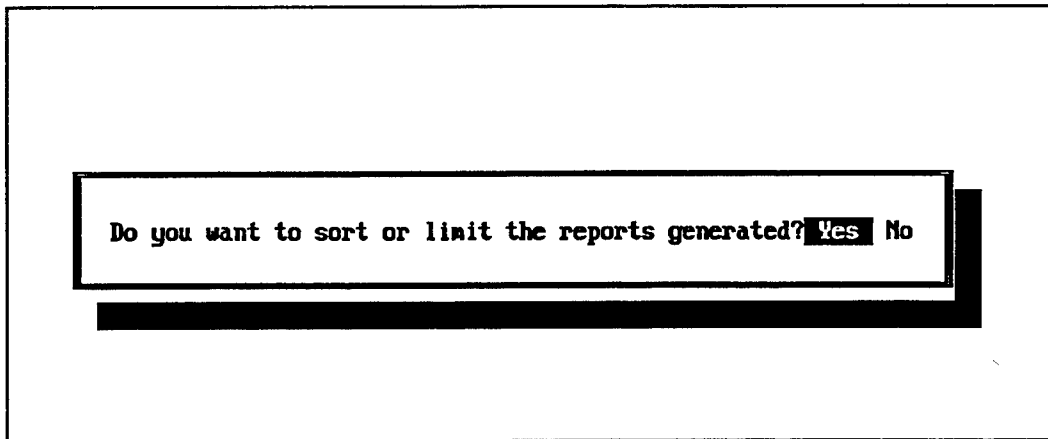 Do you want to sort or limit the reports generated? Yes No